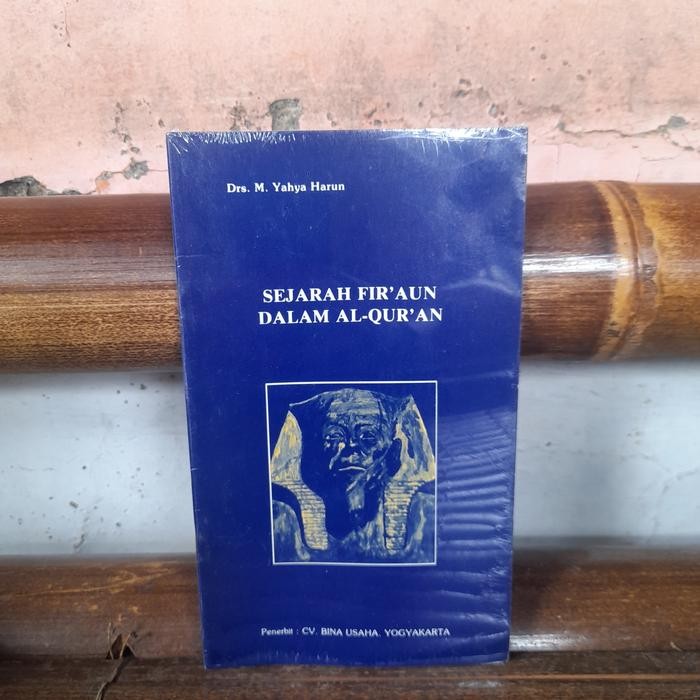 Drs. M. Yahya Harun
SEJARAH FIR'AUN
DALAM AL-QUR'AN
Penerbit : CV. BINA USAHA. YOGYAKARTA